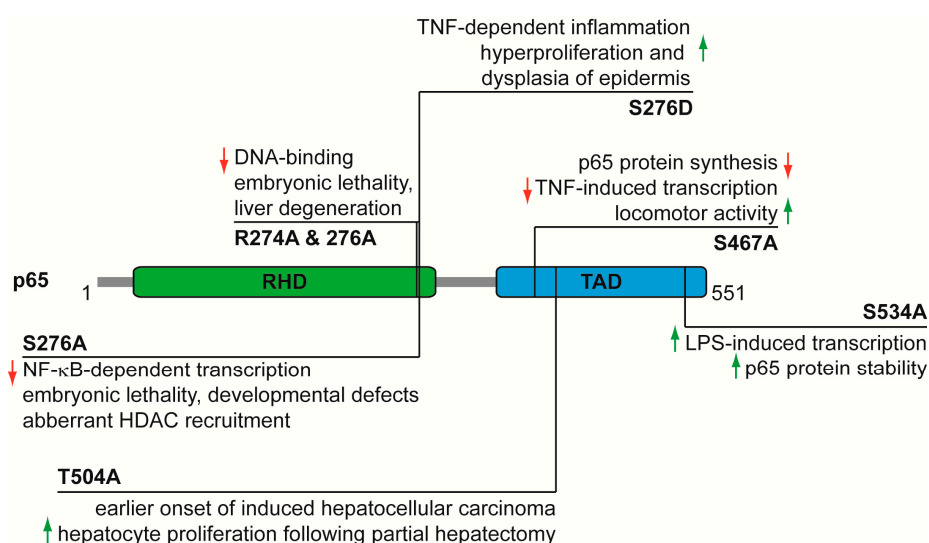 TNF-dependent inflammation
hyperproliferation and
dysplasia of epidermis
S276D
DNA-binding
embryonic lethality,
liver degeneration
R274A & 276A
p65 protein synthesis
TNF-induced transcription
locomotor activity
S467A
p65
1
RHD
TAD
551
S534A
LPS-induced transcription
p65 protein stability
S276A
NF-κB-dependent transcription
embryonic lethality, developmental defects
abberrant HDAC recruitment
T504A
earlier onset of induced hepatocellular carcinoma
hepatocyte proliferation following partial hepatectomy